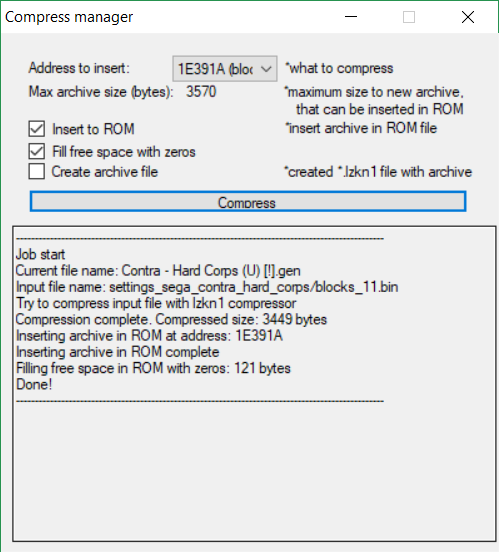 Compress manager
Address to insert: 1E391A (bloc *what to compress
Max archive size (bytes): 3570 *maximum size to new archive,
that can be inserted in ROM
Insert to ROM *insert archive in ROM file
Fill free space with zeros
Create archive file *created *.lzkn1 file with archive
Compress
--------------------------------------------------------------------------------------------
Job start
Current file name: Contra - Hard Corps (U) [!].gen
Input file name: settings_sega_contra_hard_corps/blocks_11.bin
Try to compress input file with lzkn1 compressor
Compression complete. Compressed size: 3449 bytes
Inserting archive in ROM at address: 1E391A
Inserting archive in ROM complete
Filling free space in ROM with zeros: 121 bytes
Done!
--------------------------------------------------------------------------------------------